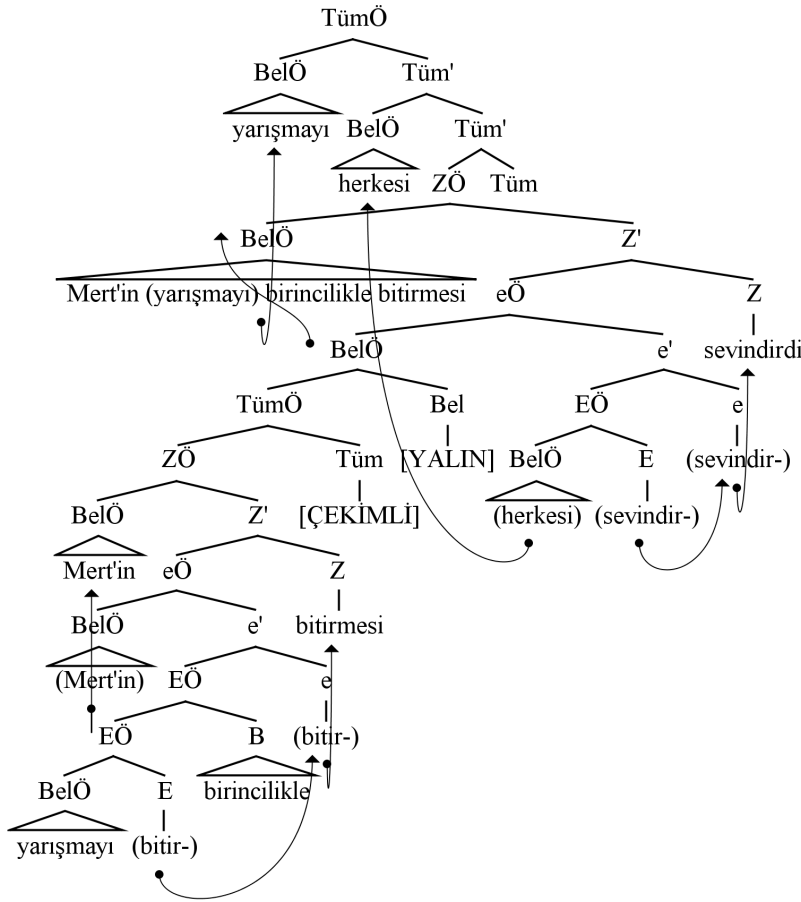 TümÖ
BelÖ Tüm'
yarışmayı BelÖ Tüm'
herkesi ZÖ Tüm
BelÖ Z'
Mert'in (yarışmayı) birincilikle bitirmesi eÖ Z
BelÖ e' sevindirdi
TümÖ Bel EÖ e
ZÖ Tüm [YALIN] BelÖ E (sevindir-)
BelÖ Z' [ÇEKİMLİ] (herkesi) (sevindir-)
Mert'in eÖ Z
BelÖ e' bitirmesi
(Mert'in) EÖ e
EÖ B (bitir-)
BelÖ E birincilikle
yarışmayı (bitir-)